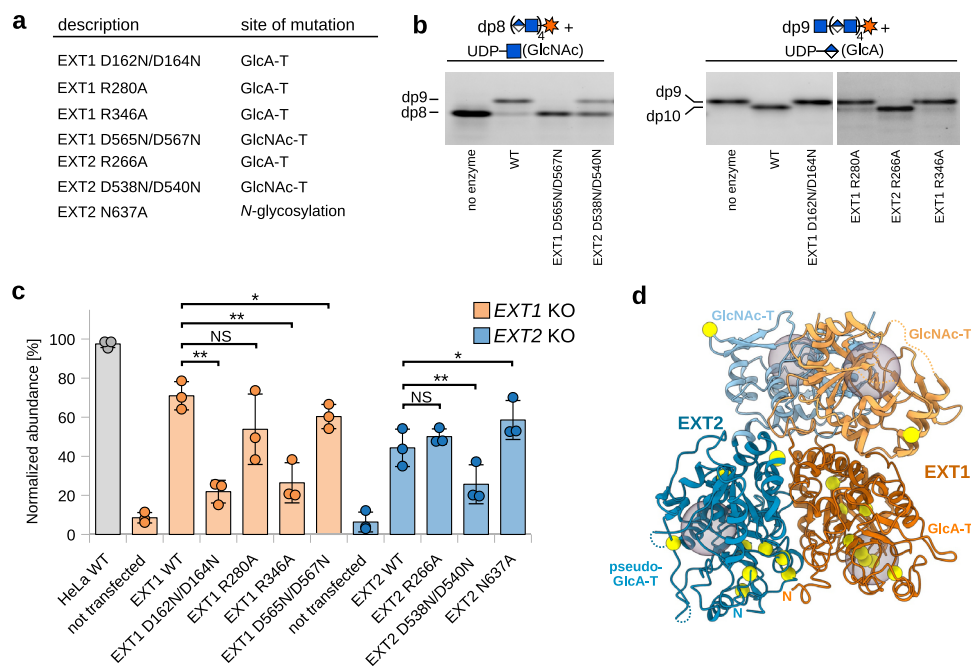 a
description site of mutation
EXT1 D162N/D164N GlcA-T
EXT1 R280A GlcA-T
EXT1 R346A GlcA-T
EXT1 D565N/D567N GlcNAc-T
EXT2 R266A GlcA-T
EXT2 D538N/D540N GlcNAc-T
EXT2 N637A N-glycosylation
b
dp8 ( )4 +
UDP (GlcNAc)
dp9
dp8
no enzyme
WT
EXT1 D565N/D567N
EXT2 D538N/D540N
dp9 ( )4 +
UDP (GlcA)
dp9
dp10
no enzyme
WT
EXT1 D162N/D164N
EXT1 R280A
EXT2 R266A
EXT1 R346A
c
EXT1 KO
EXT2 KO
Normalized abundance [%]
100
80
60
40
20
0
*
**
NS
**
*
**
NS
HeLa WT
not transfected
EXT1 WT
EXT1 D162N/D164N
EXT1 R280A
EXT1 R346A
EXT1 D565N/D567N
not transfected
EXT2 WT
EXT2 R266A
EXT2 D538N/D540N
EXT2 N637A
d
GlcNAc-T
GlcNAc-T
EXT2
EXT1
GlcA-T
pseudo-
GlcA-T
N
N